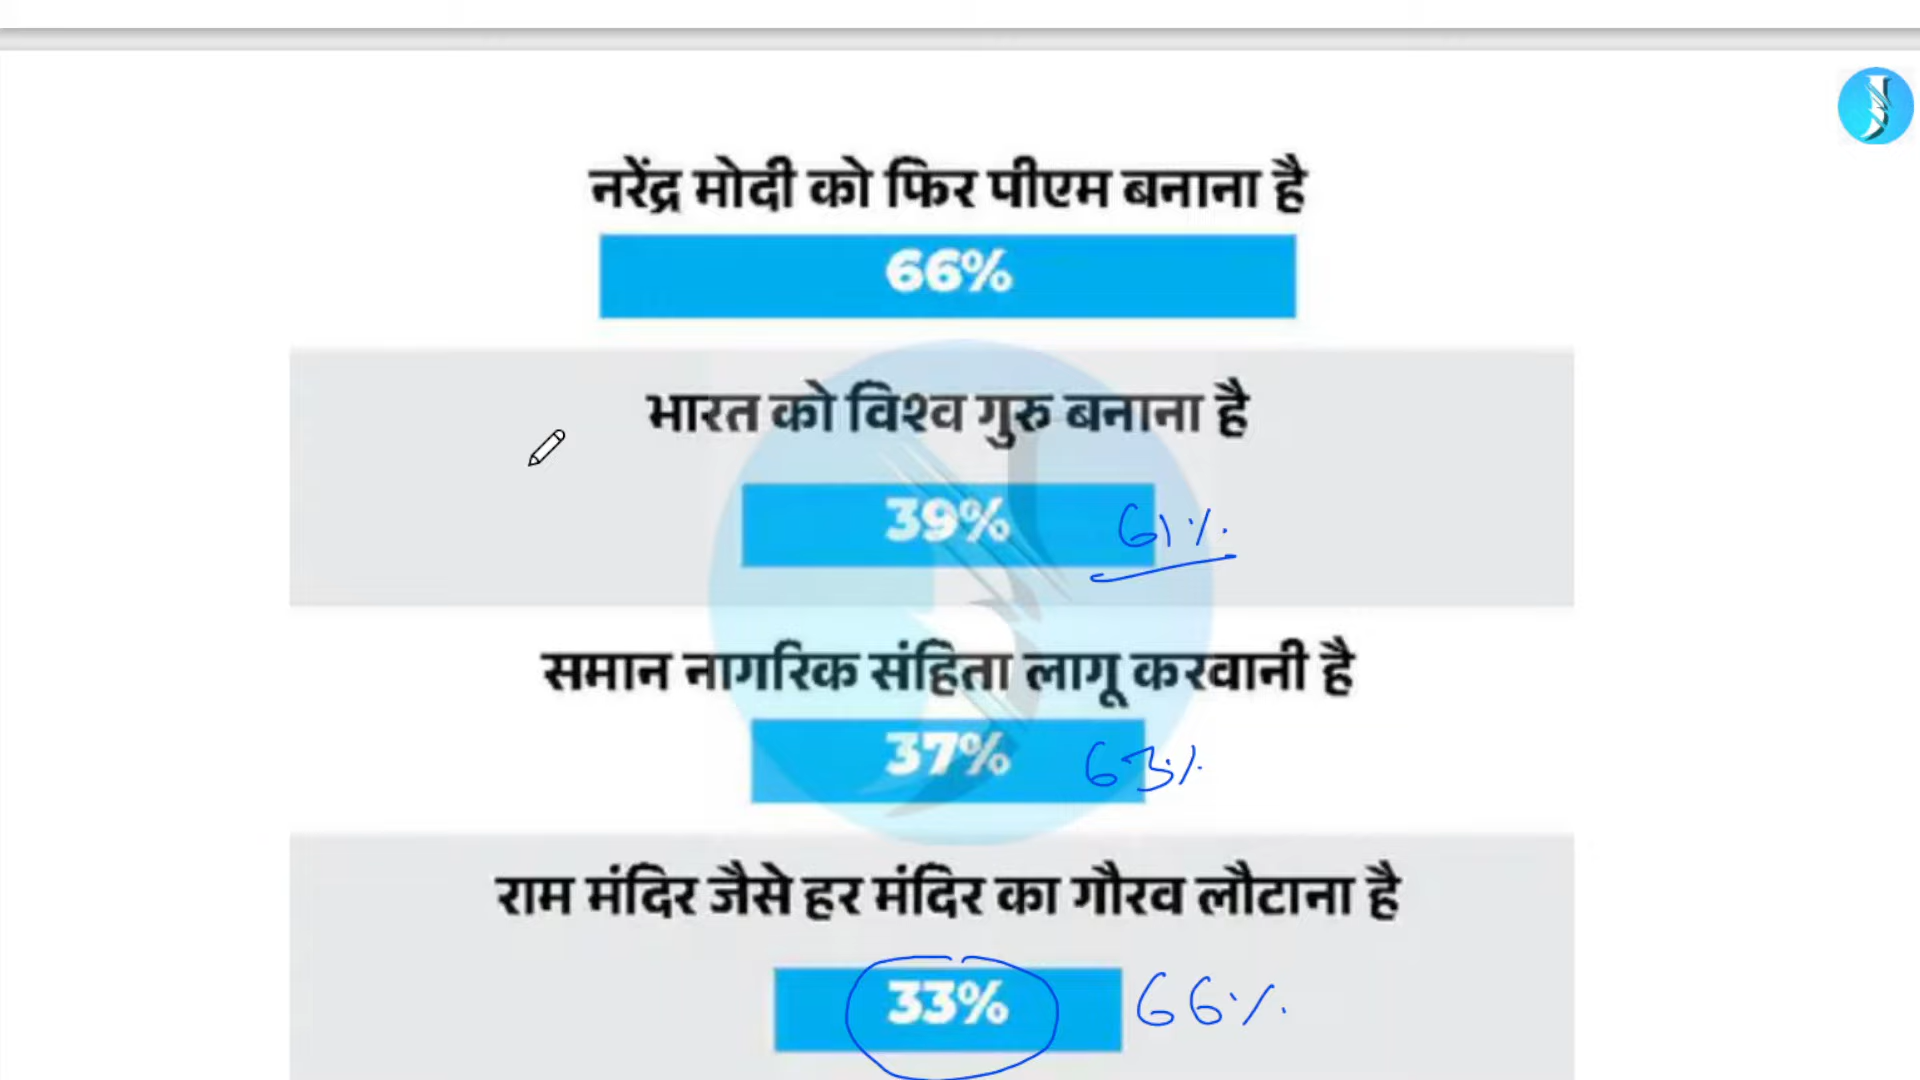 नरेंद्र मोदी को फिर पीएम बनाना है
66%
भारत को विश्व गुरु बनाना है
39% 61%
समान नागरिक संहिता लागू करवानी है
37% 63%
राम मंदिर जैसे हर मंदिर का गौरव लौटाना है
33% 66%